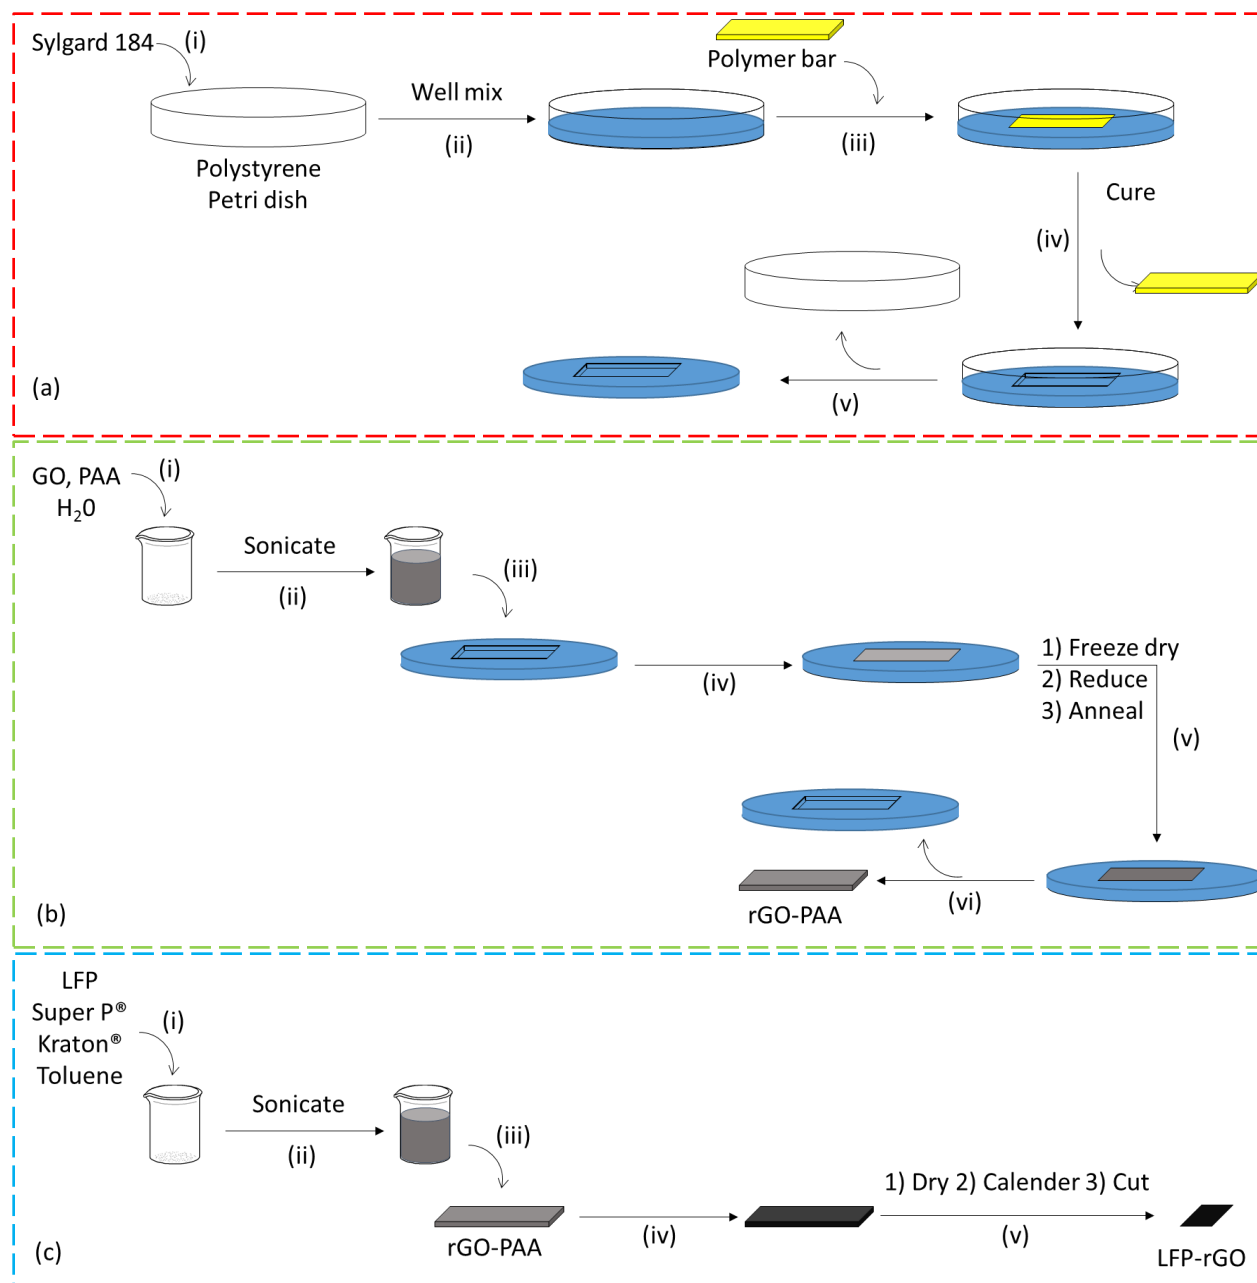 Sylgard 184
(i)
Polystyrene
Petri dish
Well mix
(ii)
Polymer bar
(iii)
Cure
(iv)
(v)
(a)
GO, PAA
H₂0
(i)
Sonicate
(ii)
(iii)
(iv)
1) Freeze dry
2) Reduce
3) Anneal
(v)
(vi)
rGO-PAA
(b)
LFP
Super P®
Kraton®
Toluene
(i)
Sonicate
(ii)
(iii)
rGO-PAA
(iv)
1) Dry 2) Calender 3) Cut
(v)
LFP-rGO
(c)